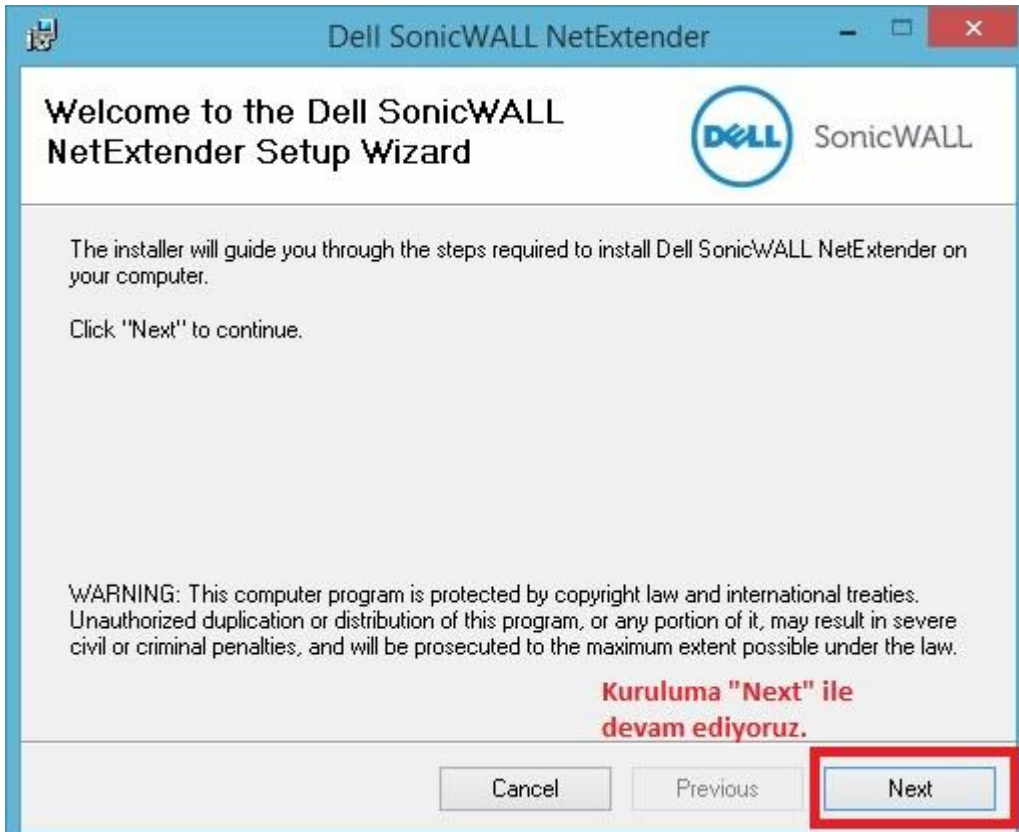 Dell SonicWALL NetExtender
Welcome to the Dell SonicWALL
NetExtender Setup Wizard
DELL SonicWALL
The installer will guide you through the steps required to install Dell SonicWALL NetExtender on
your computer.
Click "Next" to continue.
WARNING: This computer program is protected by copyright law and international treaties.
Unauthorized duplication or distribution of this program, or any portion of it, may result in severe
civil or criminal penalties, and will be prosecuted to the maximum extent possible under the law.
Kuruluma "Next" ile
devam ediyoruz.
Cancel Previous Next